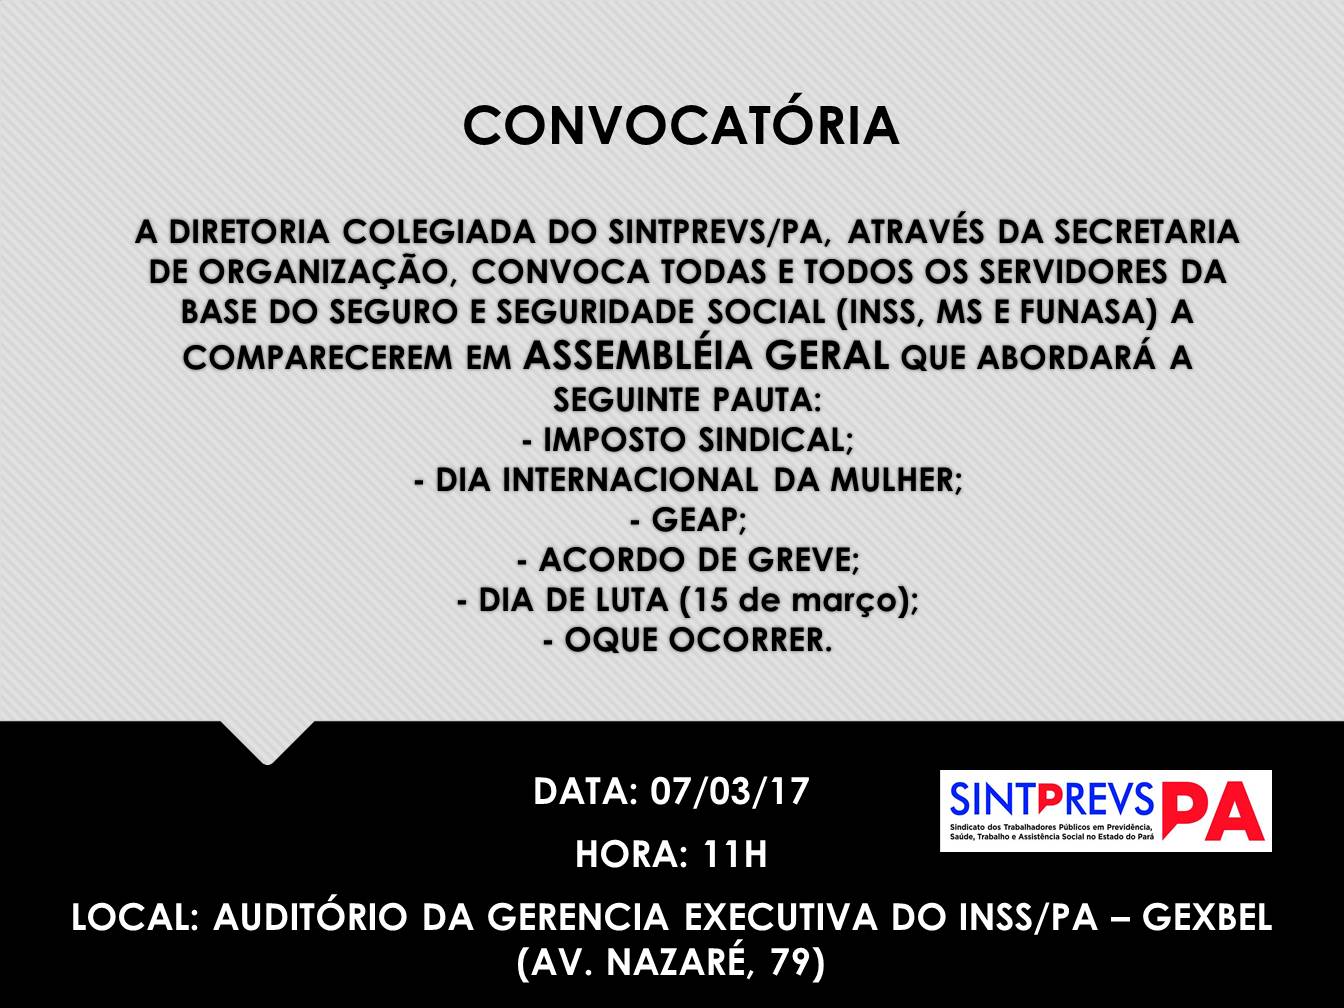 CONVOCATÓRIA
A DIRETORIA COLEGIADA DO SINTPREVS/PA, ATRAVÉS DA SECRETARIA
DE ORGANIZAÇÃO, CONVOCA TODAS E TODOS OS SERVIDORES DA
BASE DO SEGURO E SEGURIDADE SOCIAL (INSS, MS E FUNASA) A
COMPARECEREM EM ASSEMBLÉIA GERAL QUE ABORDARÁ A
SEGUINTE PAUTA:
- IMPOSTO SINDICAL;
- DIA INTERNACIONAL DA MULHER;
- GEAP;
- ACORDO DE GREVE;
- DIA DE LUTA (15 de março);
- OQUE OCORRER.
DATA: 07/03/17
SINTPREVS PA
Sindicato dos Trabalhadores Públicos em Previdência,
Saúde, Trabalho e Assistência Social no Estado do Pará
HORA: 11H
LOCAL: AUDITÓRIO DA GERENCIA EXECUTIVA DO INSS/PA – GEXBEL
(AV. NAZARÉ, 79)